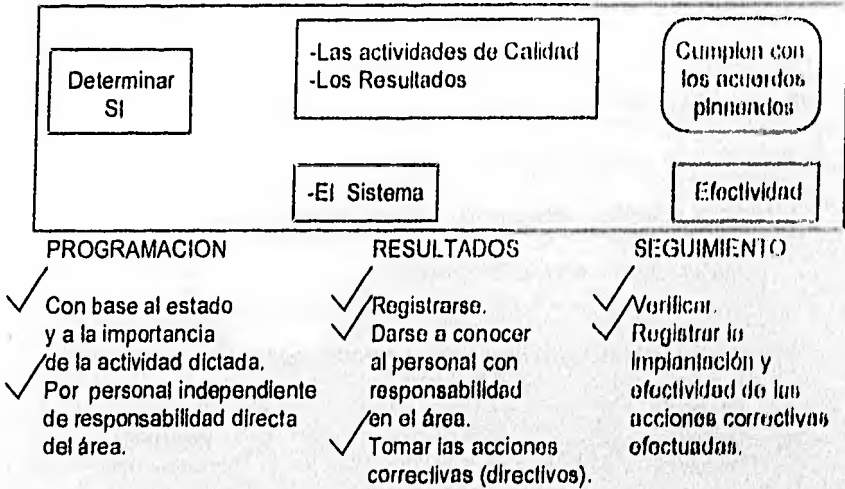 Determinar
SI
-Las actividades de Calidad
-Los Resultados
Cumplen con
los acuerdos
planeados
-El Sistema
Efectividad
PROGRAMACION
Con base al estado
y a la importancia
de la actividad dictada.
Por personal independiente
de responsabilidad directa
del área.
RESULTADOS
Registrarse.
Darse a conocer
al personal con
responsabilidad
en el área.
Tomar las acciones
correctivas (directivos).
SEGUIMIENTO
Verificar.
Registrar la
implantación y
efectividad de las
acciones correctivas
efectuadas.